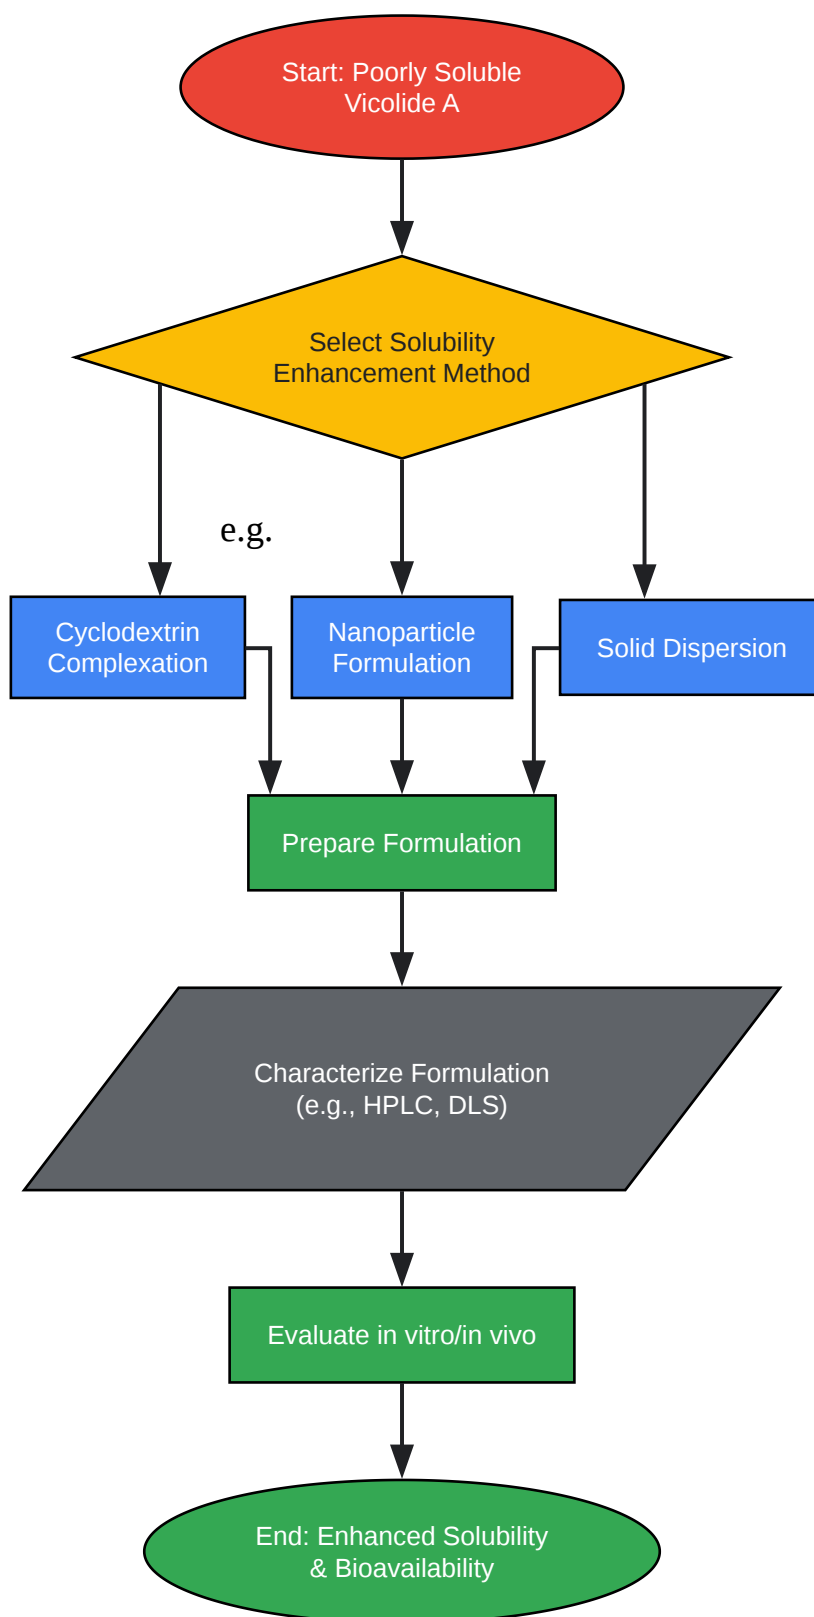 Start: Poorly Soluble
Vicolide A
Select Solubility
Enhancement Method
e.g.
Cyclodextrin
Complexation
Nanoparticle
Formulation
Solid Dispersion
Prepare Formulation
Characterize Formulation
(e.g., HPLC, DLS)
Evaluate in vitro/in vivo
End: Enhanced Solubility
& Bioavailability